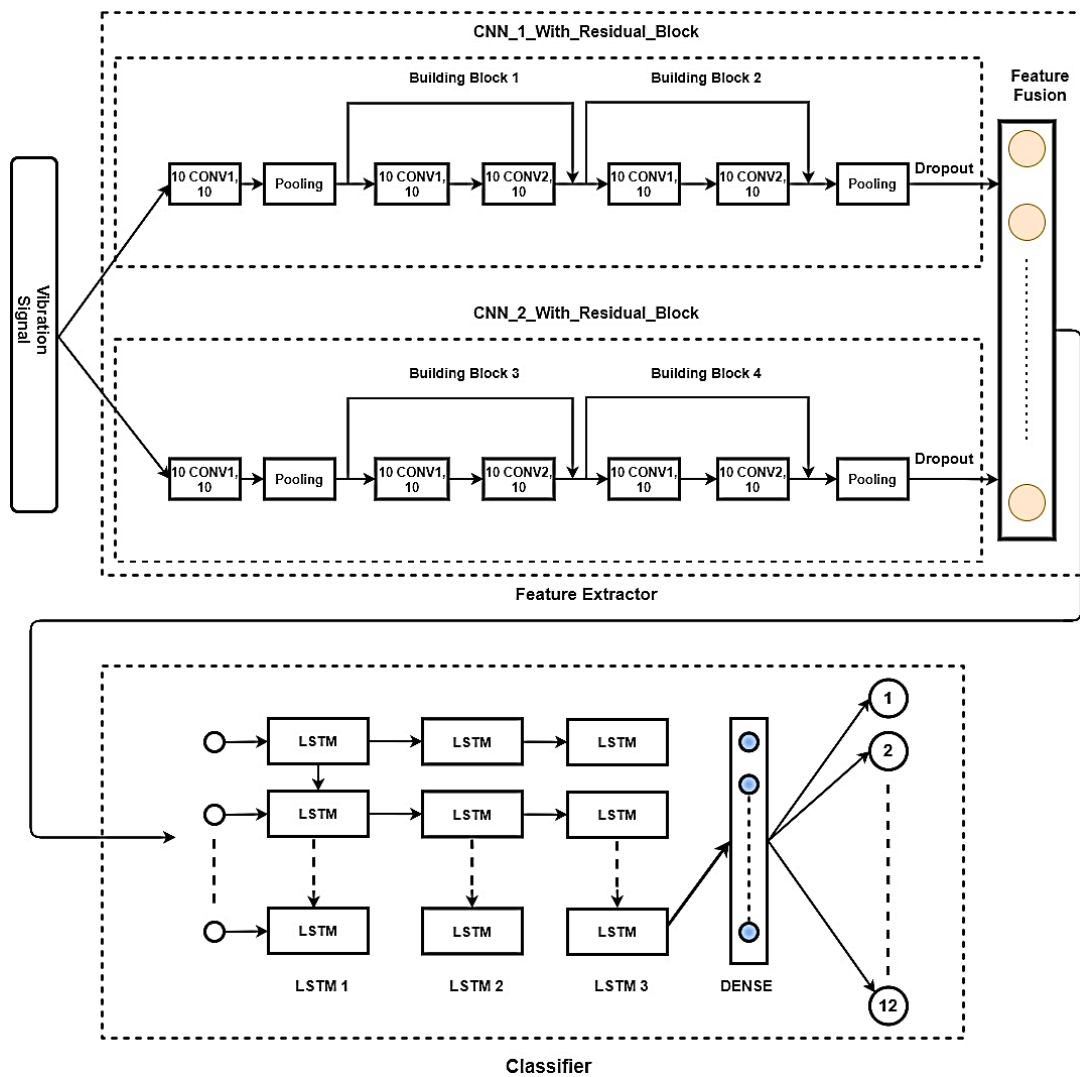 CNN_1_With_Residual_Block
Building Block 1
Building Block 2
Feature
Fusion
Vibration
Signal
10 CONV1,
10
Pooling
10 CONV1,
10
10 CONV2,
10
10 CONV1,
10
10 CONV2,
10
Pooling
Dropout
CNN_2_With_Residual_Block
Building Block 3
Building Block 4
10 CONV1,
10
Pooling
10 CONV1,
10
10 CONV2,
10
10 CONV1,
10
10 CONV2,
10
Pooling
Dropout
Feature Extractor
LSTM
LSTM
LSTM
1
2
LSTM
LSTM
LSTM
LSTM
LSTM
LSTM
12
LSTM 1
LSTM 2
LSTM 3
DENSE
Classifier